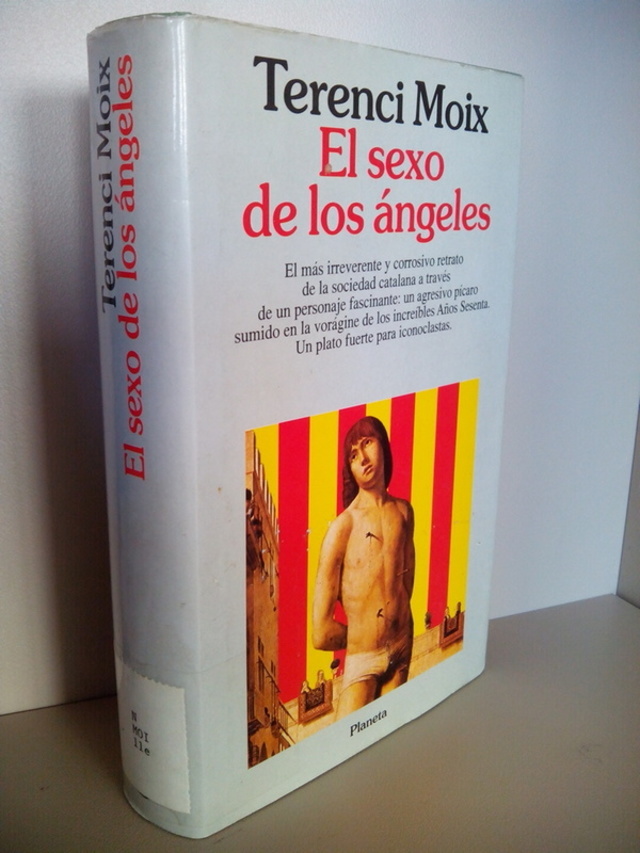 Terenci Moix
El sexo
de los ángeles
El más irreverente y corrosivo retrato
de la sociedad catalana a través
de un personaje fascinante: un agresivo pícaro
sumido en la vorágine de los increíbles Años Sesenta.
Un plato fuerte para iconoclastas.
Planeta
Terenci Moix
El sexo de los ángeles
N
MOI
11e